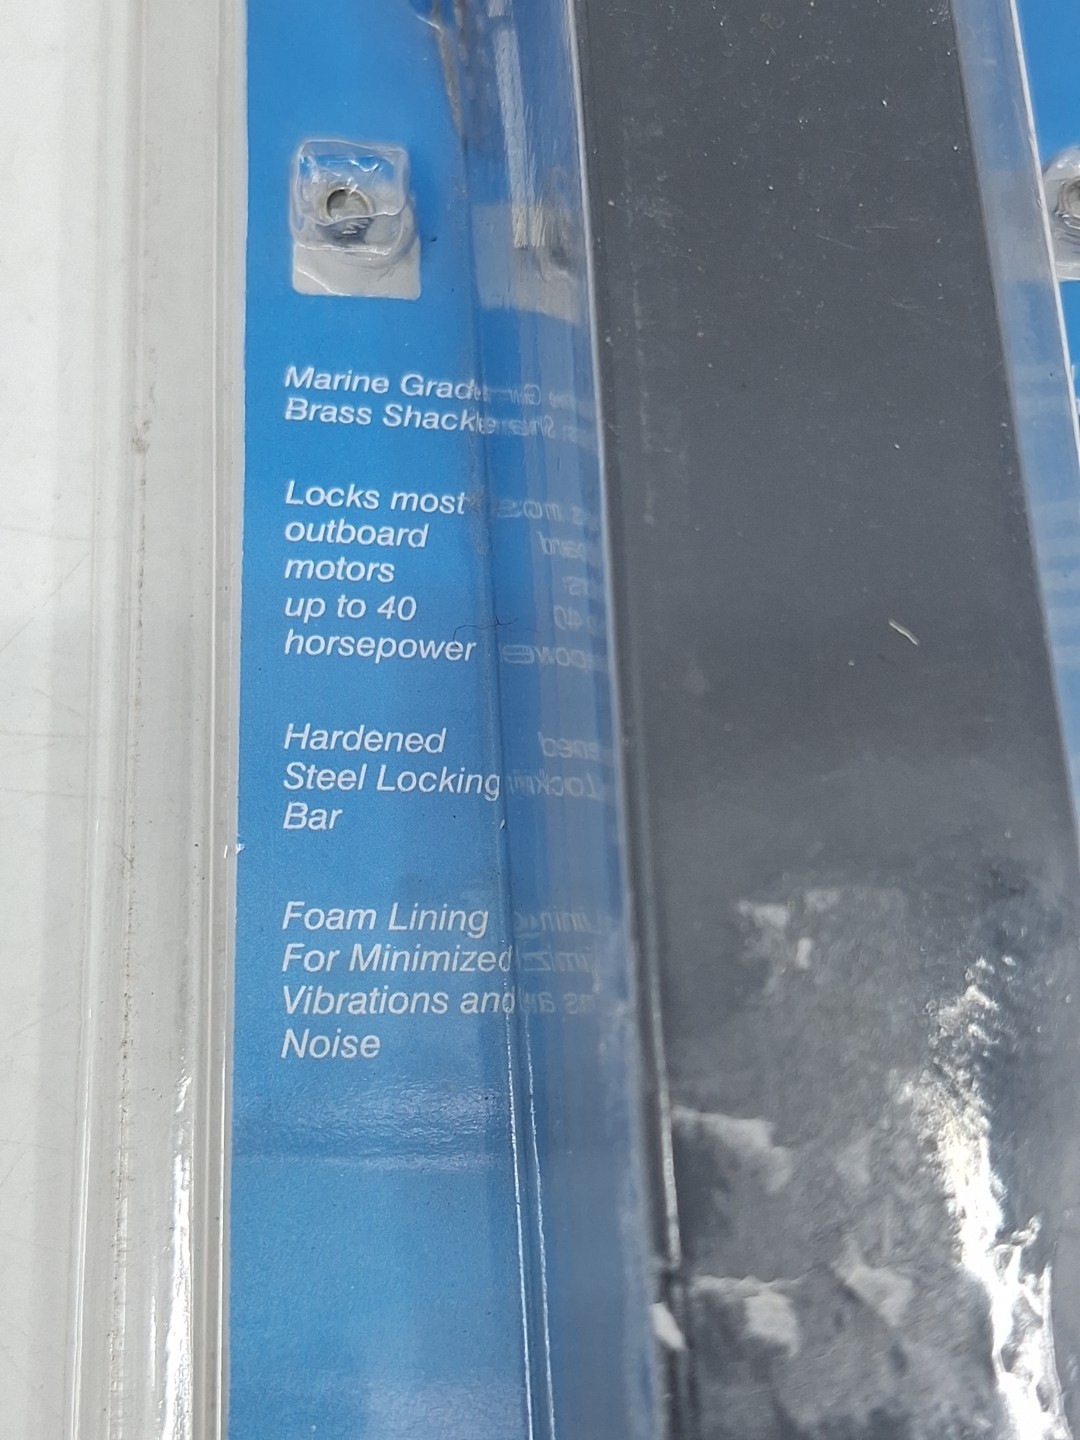 Marine Grade
Brass Shackle
Locks most
outboard
motors
up to 40
horsepower
Hardened
Steel Locking
Bar
Foam Lining
For Minimized
Vibrations and
Noise